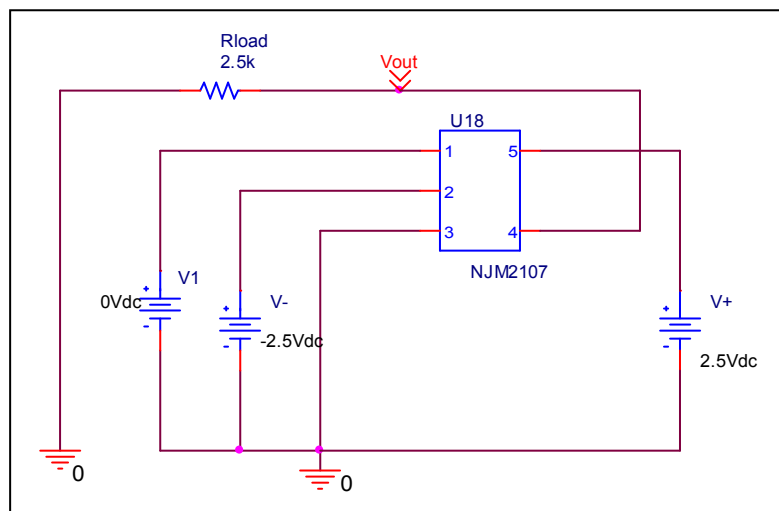 Rload
2.5k
Vout
U18
1
5
2
3
4
NJM2107
+
V1
0Vdc
-
+
V-
-2.5Vdc
-
+
V+
2.5Vdc
-
0
0